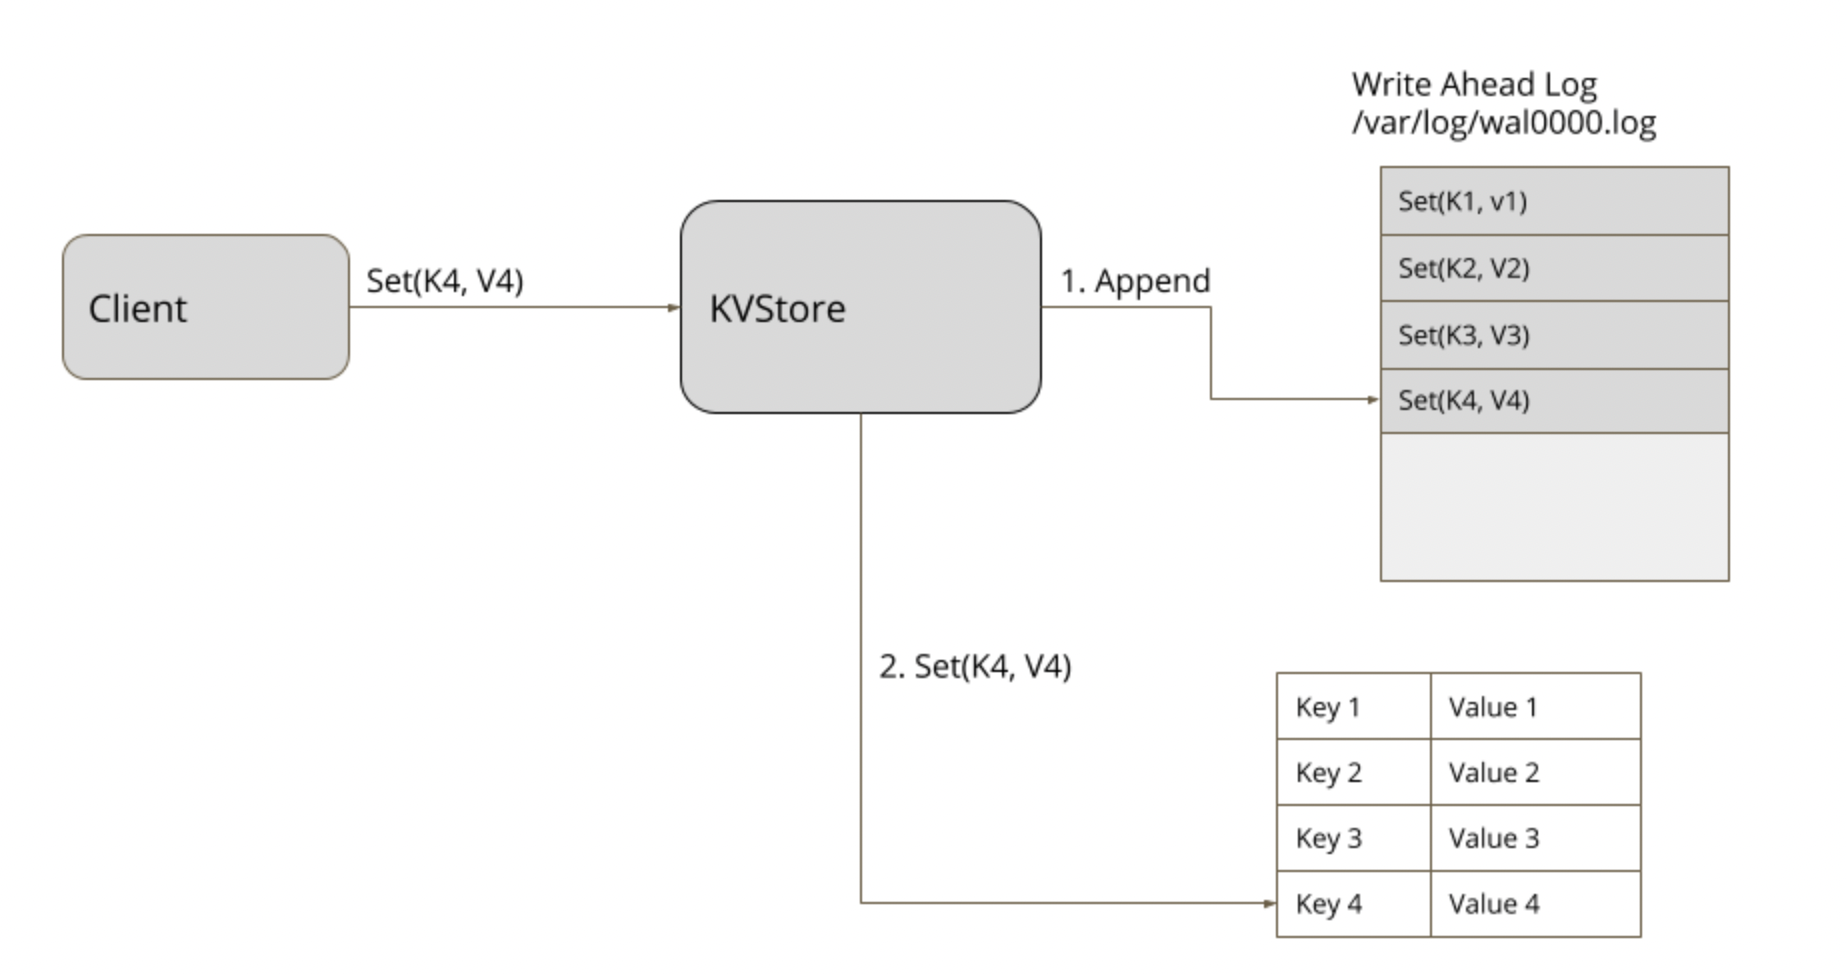 Write Ahead Log
/var/log/wal0000.log
Set(K1, v1)
Set(K2, V2)
Set(K3, V3)
Set(K4, V4)
Client
Set(K4, V4)
KVStore
1. Append
2. Set(K4, V4)
Key 1 Value 1
Key 2 Value 2
Key 3 Value 3
Key 4 Value 4